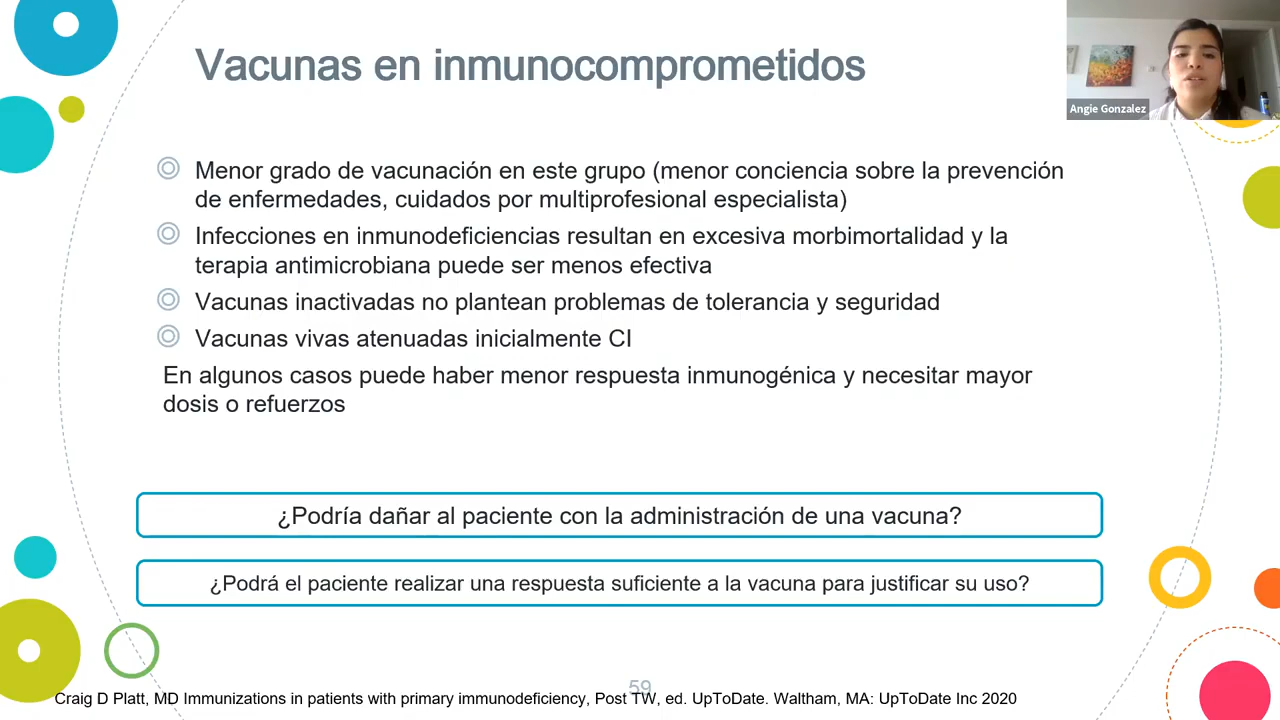 Vacunas en inmunocomprometidos
Angie Gonzalez
Menor grado de vacunación en este grupo (menor conciencia sobre la prevención
de enfermedades, cuidados por multiprofesional especialista)
Infecciones en inmunodeficiencias resultan en excesiva morbimortalidad y la
terapia antimicrobiana puede ser menos efectiva
Vacunas inactivadas no plantean problemas de tolerancia y seguridad
Vacunas vivas atenuadas inicialmente CI
En algunos casos puede haber menor respuesta inmunogénica y necesitar mayor
dosis o refuerzos
¿Podría dañar al paciente con la administración de una vacuna?
¿Podrá el paciente realizar una respuesta suficiente a la vacuna para justificar su uso?
59
Craig D Platt, MD Immunizations in patients with primary immunodeficiency, Post TW, ed. UpToDate. Waltham, MA: UpToDate Inc 2020